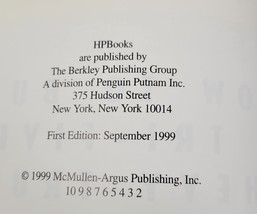 HPBooks
are published by
The Berkley Publishing Group
A division of Penguin Putnam Inc.
375 Hudson Street
New York, New York 10014
First Edition: September 1999
© 1999 McMullen-Argus Publishing, Inc.
10 9 8 7 6 5 4 3 2